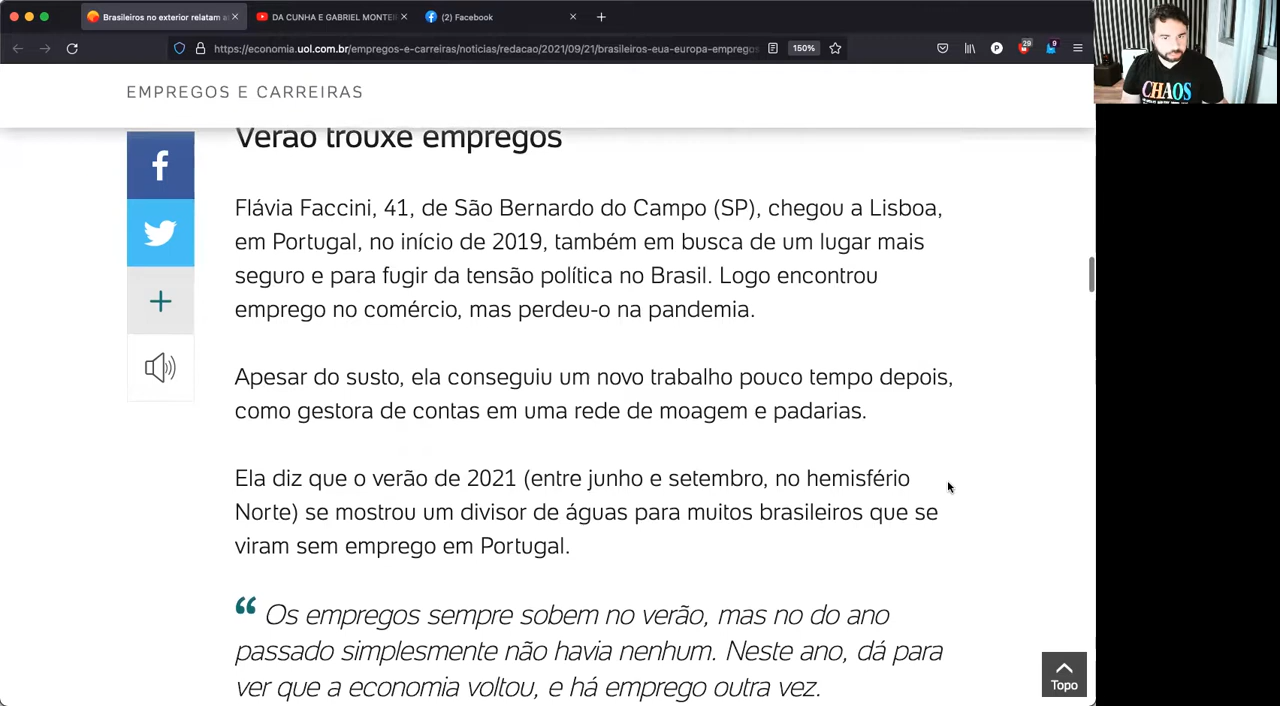 Brasileiros no exterior relatam a
DA CUNHA E GABRIEL MONTEI
(2) Facebook
https://economia.uol.com.br/empregos-e-carreiras/noticias/redacao/2021/09/21/brasileiros-eua-europa-emprego
150%
P
29
9
EMPREGOS E CARREIRAS
CHAOS
Verão trouxe empregos
Flávia Faccini, 41, de São Bernardo do Campo (SP), chegou a Lisboa,
em Portugal, no início de 2019, também em busca de um lugar mais
seguro e para fugir da tensão política no Brasil. Logo encontrou
emprego no comércio, mas perdeu-o na pandemia.
Apesar do susto, ela conseguiu um novo trabalho pouco tempo depois,
como gestora de contas em uma rede de moagem e padarias.
Ela diz que o verão de 2021 (entre junho e setembro, no hemisfério
Norte) se mostrou um divisor de águas para muitos brasileiros que se
viram sem emprego em Portugal.
“ Os empregos sempre sobem no verão, mas no do ano
passado simplesmente não havia nenhum. Neste ano, dá para
ver que a economia voltou, e há emprego outra vez.
Topo